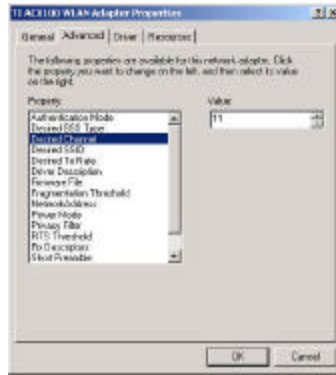 TI ACX100 WLAN Adapter Properties
General Advanced Driver Resources
The following properties are available for this network adapter. Click
the property you want to change on the left, and then select its value
on the right.
Property: Value:
Authentication Mode 11
Desired BSS Type
Desired Channel
Desired SSID
Desired Tx Rate
Driver Description
Firmware File
Fragmentation Threshold
NetworkAddress
Power Mode
Privacy Filter
RTS Threshold
Rx Descriptors
Short Preamble
OK Cancel